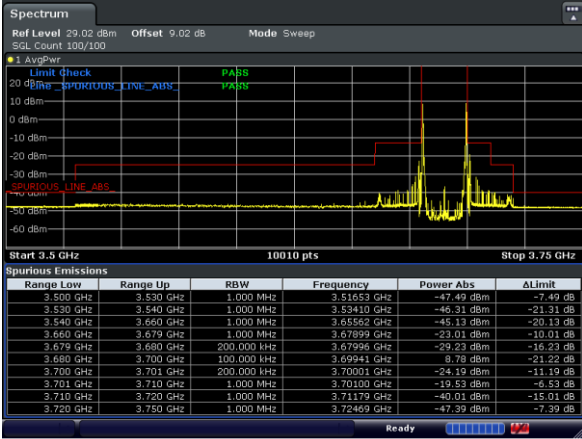 Spectrum
Ref Level 29.02 dBm Offset 9.02 dB Mode Sweep
SGL Count 100/100
1 AvgPwr
Limit Check PASS
20 dBm
Line _SPURIOUS_LINE_ABS_ PASS
10 dBm
0 dBm
-10 dBm
-20 dBm
-30 dBm
_SPURIOUS_LINE_ABS_
-40 dBm
-50 dBm
-60 dBm
Start 3.5 GHz 10010 pts Stop 3.75 GHz
Spurious Emissions
Range Low Range Up RBW Frequency Power Abs ΔLimit
3.500 GHz 3.530 GHz 1.000 MHz 3.51653 GHz -47.49 dBm -7.49 dB
3.530 GHz 3.540 GHz 1.000 MHz 3.53410 GHz -46.31 dBm -21.31 dB
3.540 GHz 3.660 GHz 1.000 MHz 3.65562 GHz -45.13 dBm -20.13 dB
3.660 GHz 3.679 GHz 1.000 MHz 3.67899 GHz -23.01 dBm -10.01 dB
3.679 GHz 3.680 GHz 200.000 kHz 3.67996 GHz -29.23 dBm -16.23 dB
3.680 GHz 3.700 GHz 100.000 kHz 3.69941 GHz 8.78 dBm -21.22 dB
3.700 GHz 3.701 GHz 200.000 kHz 3.70001 GHz -24.19 dBm -11.19 dB
3.701 GHz 3.710 GHz 1.000 MHz 3.70100 GHz -19.53 dBm -6.53 dB
3.710 GHz 3.720 GHz 1.000 MHz 3.71179 GHz -40.01 dBm -15.01 dB
3.720 GHz 3.750 GHz 1.000 MHz 3.72469 GHz -47.39 dBm -7.39 dB
Ready